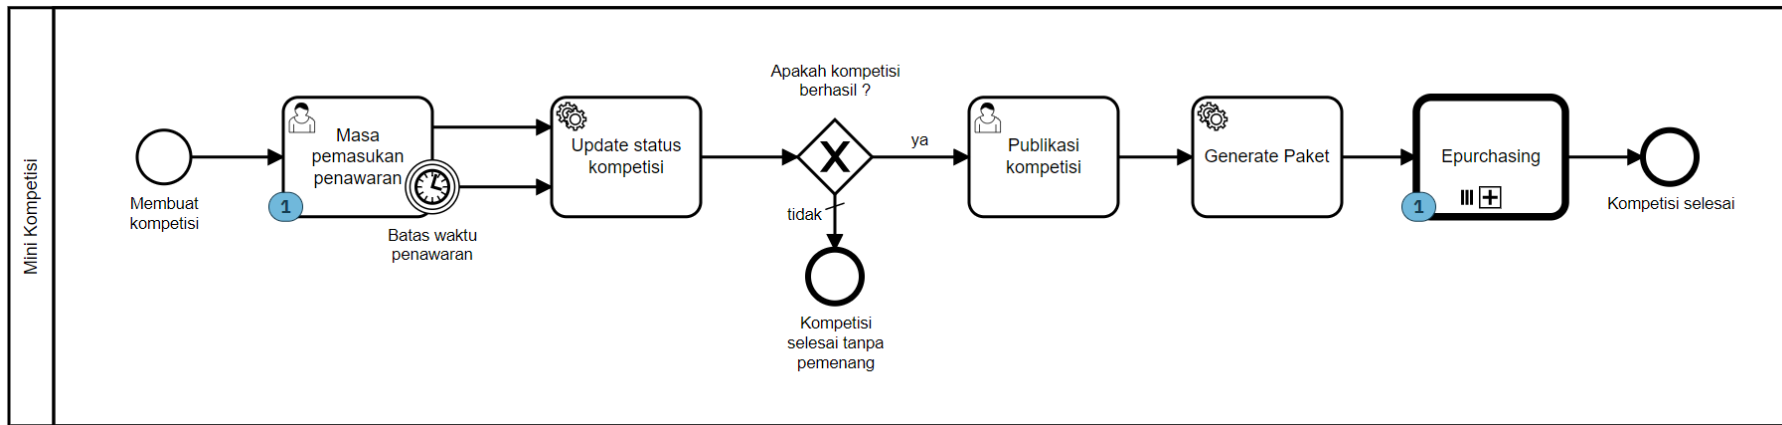 Mini Kompetisi
Membuat
kompetisi
Masa
pemasukan
penawaran
1
Batas waktu
penawaran
Update status
kompetisi
Apakah kompetisi
berhasil ?
X
ya
tidak
Kompetisi
selesai tanpa
pemenang
Publikasi
kompetisi
Generate Paket
Epurchasing
1
Kompetisi selesai